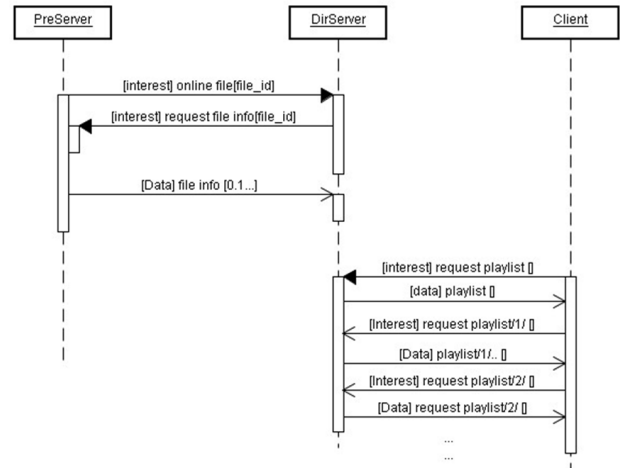 PreServer
DirServer
Client
[interest] online file[file_id]
[interest] request file info[file_id]
[Data] file info [0.1...]
[interest] request playlist []
[data] playlist []
[Interest] request playlist/1/ []
[Data] playlist/1/.. []
[Interest] request playlist/2/ []
[Data] request playlist/2/ []
...
...